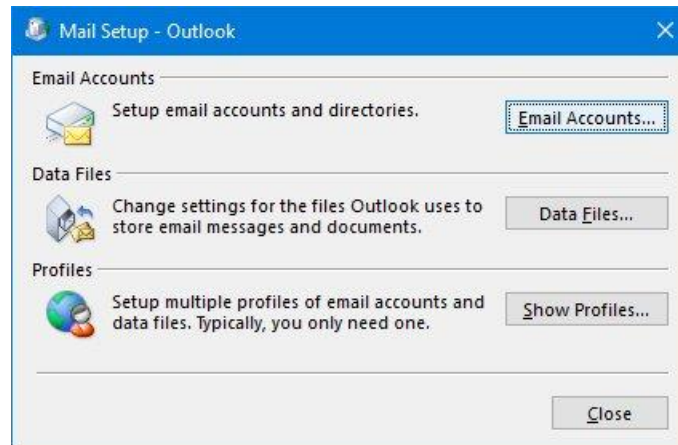 Mail Setup - Outlook
Email Accounts
Setup email accounts and directories.
Email Accounts...
Data Files
Change settings for the files Outlook uses to
store email messages and documents.
Data Files...
Profiles
Setup multiple profiles of email accounts and
data files. Typically, you only need one.
Show Profiles...
Close